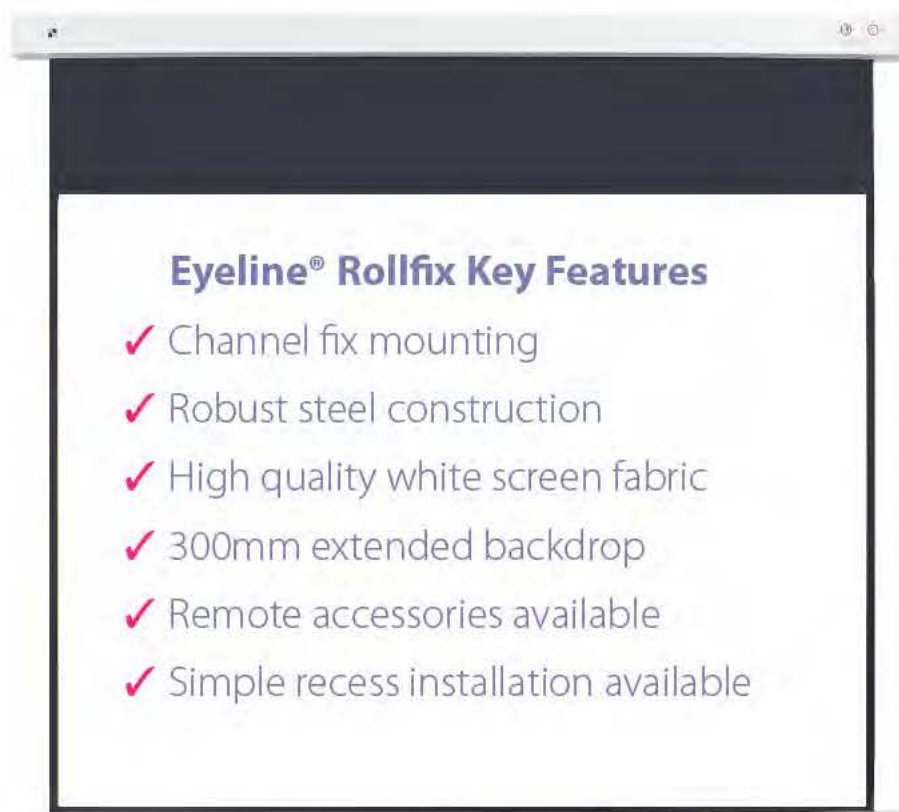 Eyeline® Rollfix Key Features
✓ Channel fix mounting
✓ Robust steel construction
✓ High quality white screen fabric
✓ 300mm extended backdrop
✓ Remote accessories available
✓ Simple recess installation available